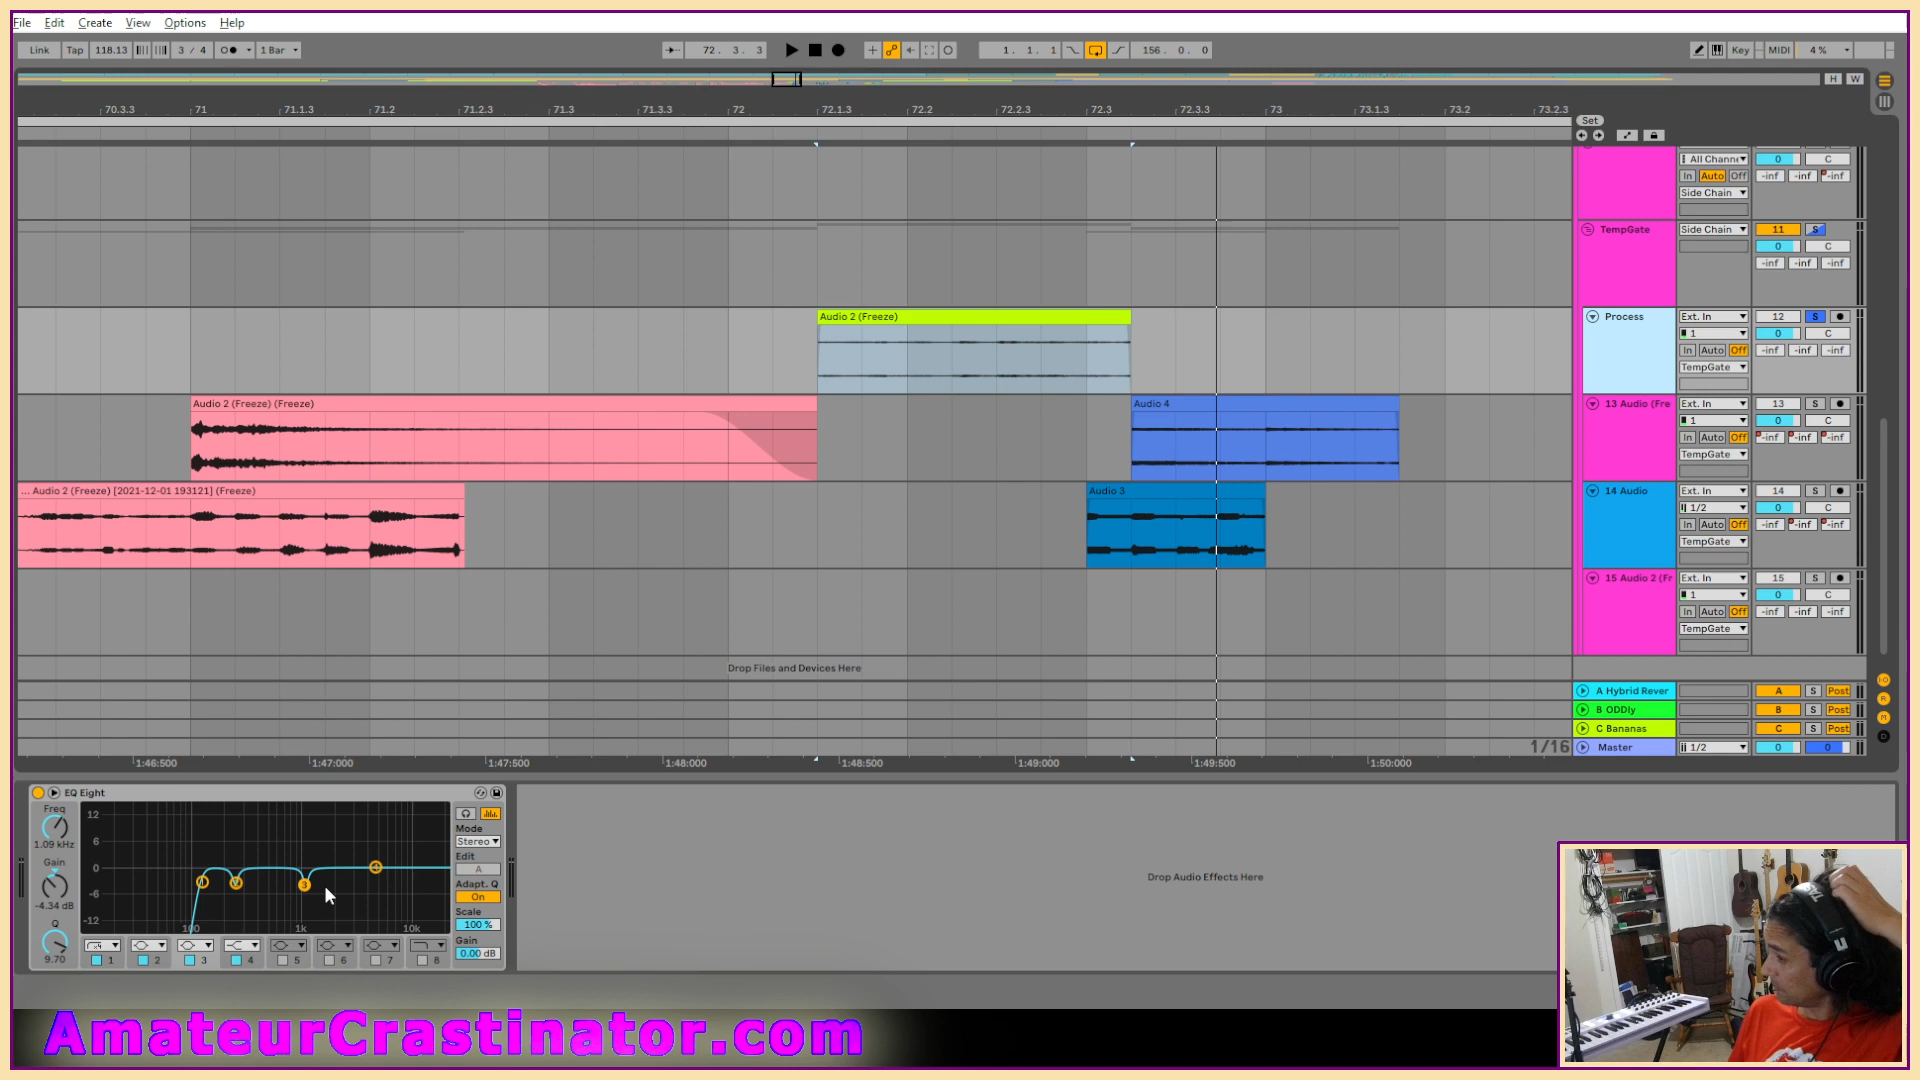 File Edit Create View Options Help
Link Tap 118.13 3 / 4 1 Bar 72. 3. 3 1. 1. 1 156. 0. 0 Key MIDI 4 %
H W
70.3.3 71 71.1.3 71.2 71.2.3 71.3 71.3.3 72 72.1.3 72.2 72.2.3 72.3 72.3.3 73 73.1.3 73.2 73.2.3
Set
All Channe 0 C
In Auto Off -inf -inf -inf
Side Chain
TempGate Side Chain 11 S
0 C
-inf -inf -inf
Audio 2 (Freeze) Process Ext. In 12 S
1 0 C
In Auto Off -inf -inf -inf
TempGate
Audio 2 (Freeze) (Freeze) Audio 4 13 Audio (Fre Ext. In 13 S
1 0 C
In Auto Off -inf -inf -inf
TempGate
... Audio 2 (Freeze) [2021-12-01 193121] (Freeze) Audio 3 14 Audio Ext. In 14 S
1/2 0 C
In Auto Off -inf -inf -inf
TempGate
15 Audio 2 (Fr Ext. In 15 S
1 0 C
In Auto Off -inf -inf -inf
TempGate
Drop Files and Devices Here
A Hybrid Rever A S Post
B ODDly B S Post
C Bananas C S Post
1/16 Master 1/2 0 0
1:46:500 1:47:000 1:47:500 1:48:000 1:48:500 1:49:000 1:49:500 1:50:000
EQ Eight
Freq
1.09 kHz
Gain
-4.34 dB
Q
9.70
12
6
0
-6
-12
100 1k 10k
1 2 3 4 5 6 7 8
Mode
Stereo
Edit
A
Adapt. Q
On
Scale
100 %
Gain
0.00 dB
Drop Audio Effects Here
AmateurCrastinator.com